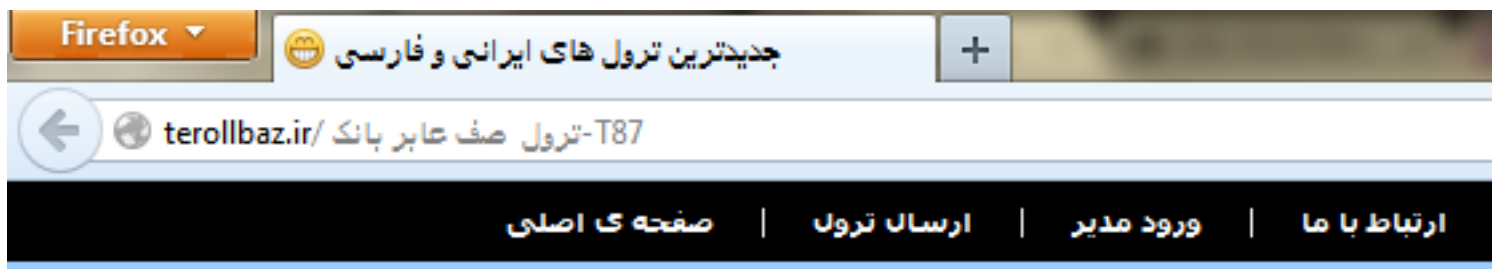 Firefox
جدیدترین ترول های ایرانی و فارسی
terollbaz.ir/ترول صف عابر بانک-T87
صفحه ی اصلی | ارسال ترول | ورود مدیر | ارتباط با ما